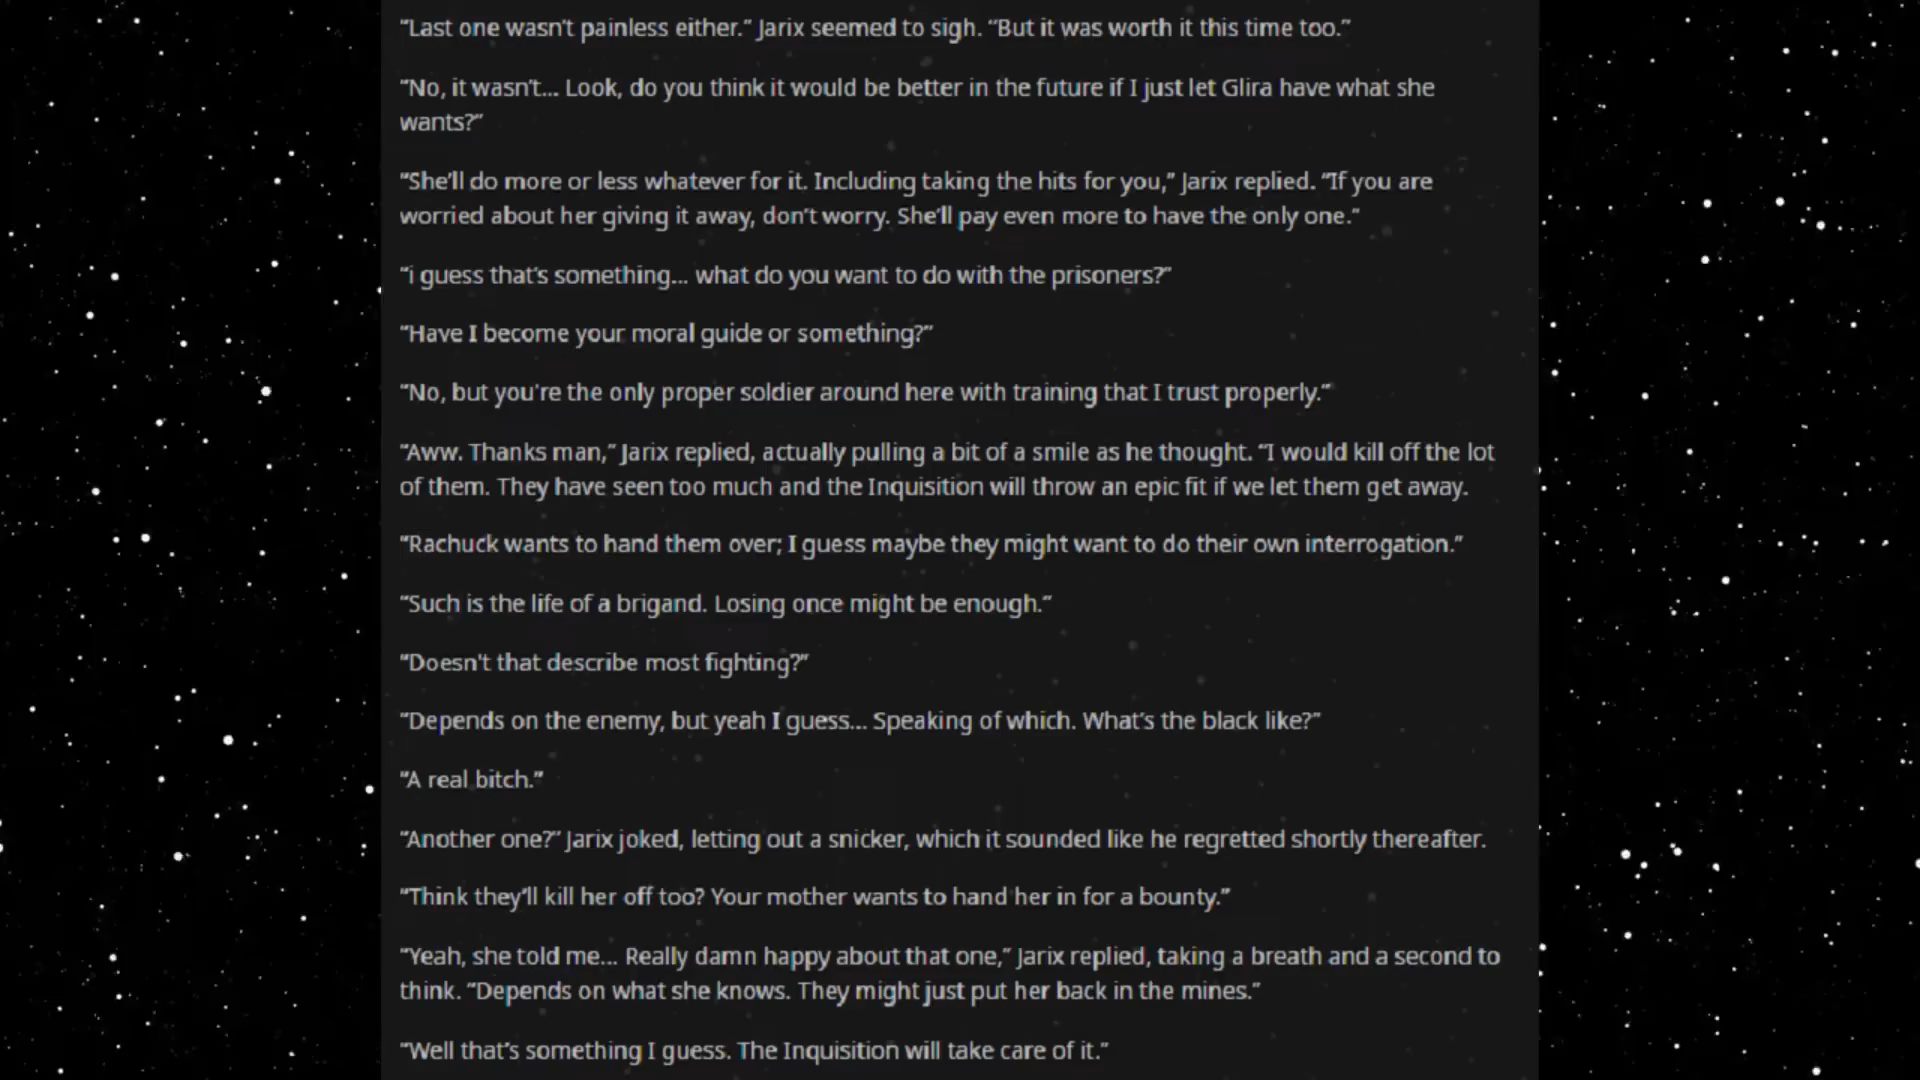 “Last one wasn’t painless either.” Jarix seemed to sigh. “But it was worth it this time too.”
“No, it wasn’t... Look, do you think it would be better in the future if I just let Glira have what she
wants?”
“She’ll do more or less whatever for it. Including taking the hits for you,” Jarix replied. “If you are
worried about her giving it away, don’t worry. She’ll pay even more to have the only one.”
“i guess that’s something... what do you want to do with the prisoners?”
“Have I become your moral guide or something?”
“No, but you're the only proper soldier around here with training that I trust properly.”
“Aww. Thanks man,” Jarix replied, actually pulling a bit of a smile as he thought. “I would kill off the lot
of them. They have seen too much and the Inquisition will throw an epic fit if we let them get away.
“Rachuck wants to hand them over; I guess maybe they might want to do their own interrogation.”
“Such is the life of a brigand. Losing once might be enough.”
“Doesn't that describe most fighting?”
“Depends on the enemy, but yeah I guess... Speaking of which. What’s the black like?”
“A real bitch.”
“Another one?” Jarix joked, letting out a snicker, which it sounded like he regretted shortly thereafter.
“Think they’ll kill her off too? Your mother wants to hand her in for a bounty.”
“Yeah, she told me... Really damn happy about that one,” Jarix replied, taking a breath and a second to
think. “Depends on what she knows. They might just put her back in the mines.”
“Well that’s something I guess. The Inquisition will take care of it.”